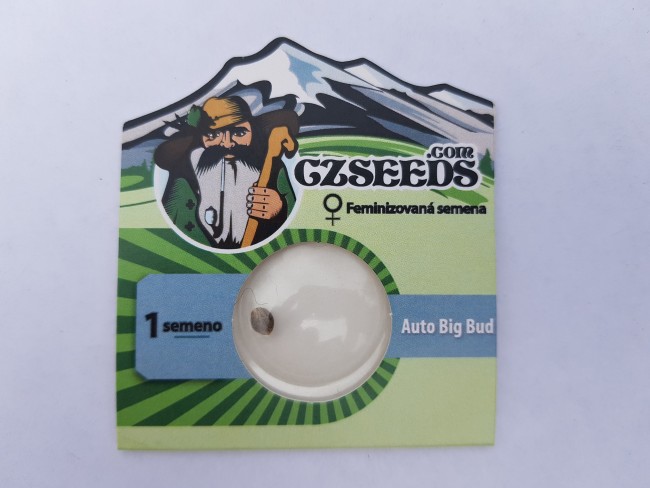 .COM
CZSEEDS
Feminizovaná semena
1 semeno
Auto Big Bud